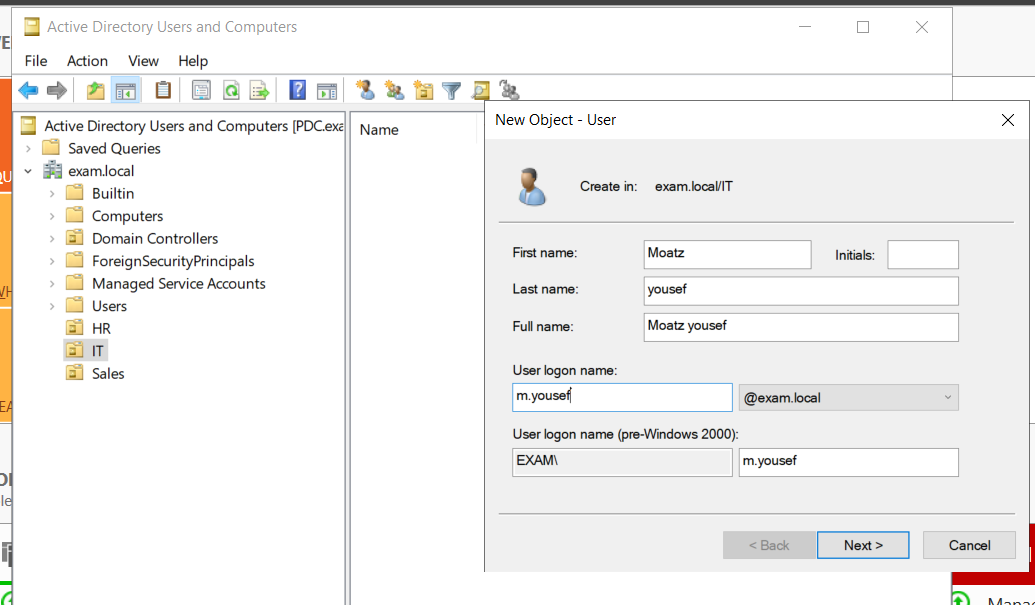 Active Directory Users and Computers
File Action View Help
Active Directory Users and Computers [PDC.exa
Name
Saved Queries
exam.local
Builtin
Computers
Domain Controllers
ForeignSecurityPrincipals
Managed Service Accounts
Users
HR
IT
Sales
New Object - User
Create in: exam.local/IT
First name: Moatz Initials:
Last name: yousef
Full name: Moatz yousef
User logon name:
m.yousef @exam.local
User logon name (pre-Windows 2000):
EXAM\ m.yousef
< Back Next > Cancel